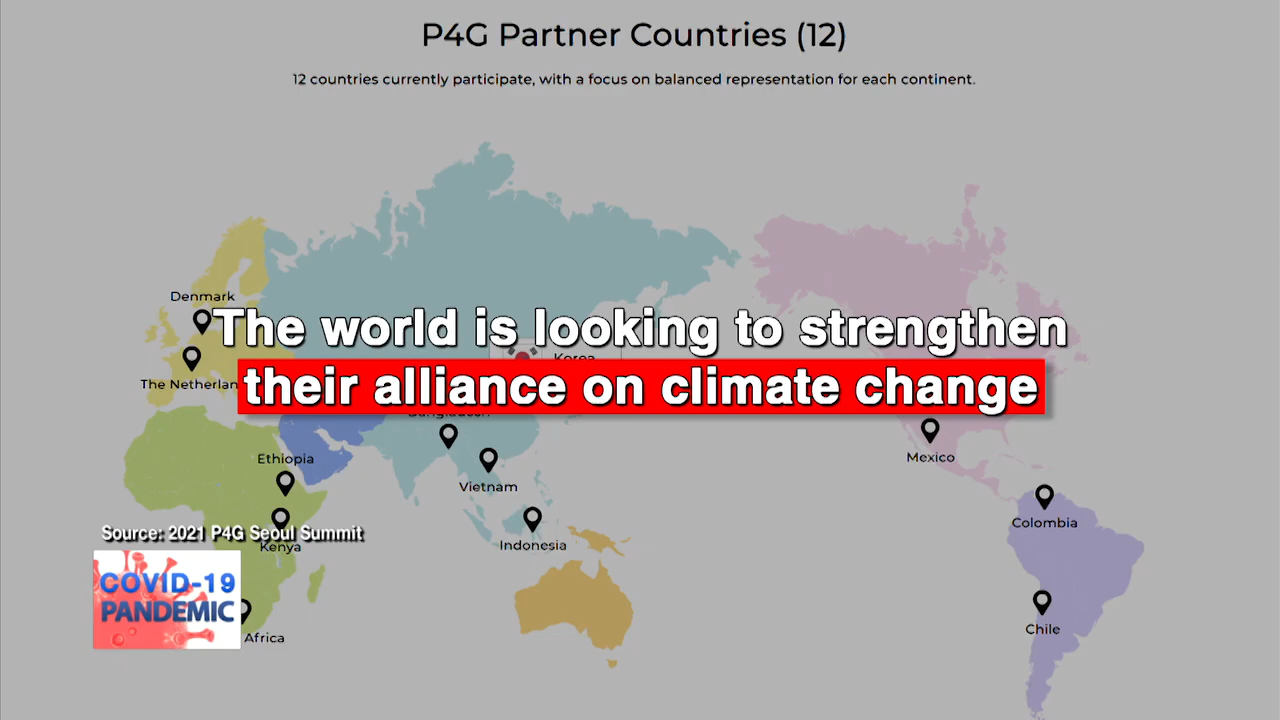 P4G Partner Countries (12)
12 countries currently participate, with a focus on balanced representation for each continent.
Denmark
The world is looking to strengthen
Korea
The Netherlan
their alliance on climate change
Bangladesh
Mexico
Ethiopia
Vietnam
Colombia
Source: 2021 P4G Seoul Summit
Indonesia
Kenya
COVID-19
PANDEMIC
Chile
Africa